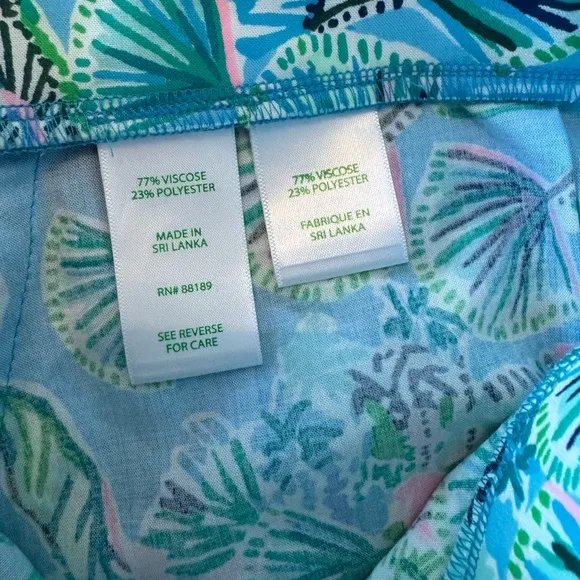 77% VISCOSE
23% POLYESTER
MADE IN
SRI LANKA
RN# 88189
SEE REVERSE
FOR CARE
77% VISCOSE
23% POLYESTER
FABRIQUE EN
SRI LANKA